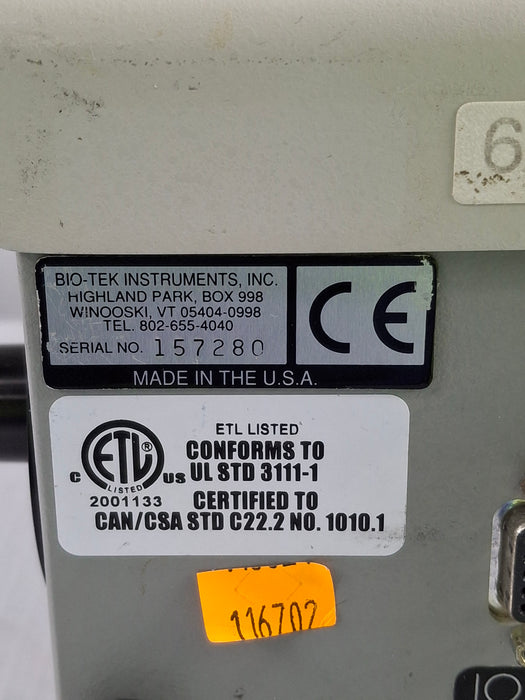 6
BIO-TEK INSTRUMENTS, INC.
HIGHLAND PARK, BOX 998
WINOOSKI, VT 05404-0998
TEL. 802-655-4040
SERIAL NO. 157280
CE
MADE IN THE U.S.A.
ETL LISTED
CONFORMS TO
UL STD 3111-1
CERTIFIED TO
CAN/CSA STD C22.2 NO. 1010.1
C ETL® US
LISTED
2001133
116702